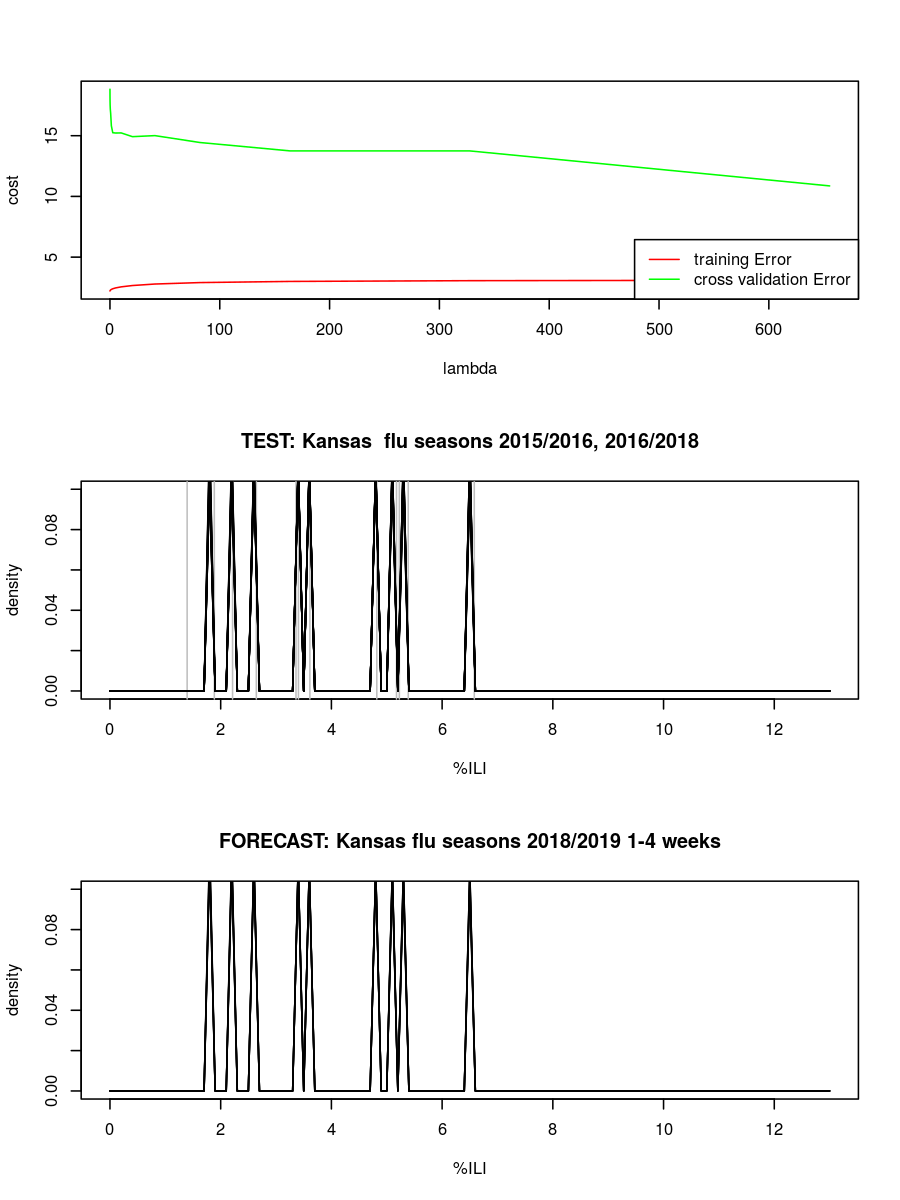 cost
15
10
5
training Error
cross validation Error
0 100 200 300 400 500 600
lambda
TEST: Kansas  flu seasons 2015/2016, 2016/2018
density
0.08
0.04
0.00
0 2 4 6 8 10 12
%ILI
FORECAST: Kansas flu seasons 2018/2019 1-4 weeks
density
0.08
0.04
0.00
0 2 4 6 8 10 12
%ILI